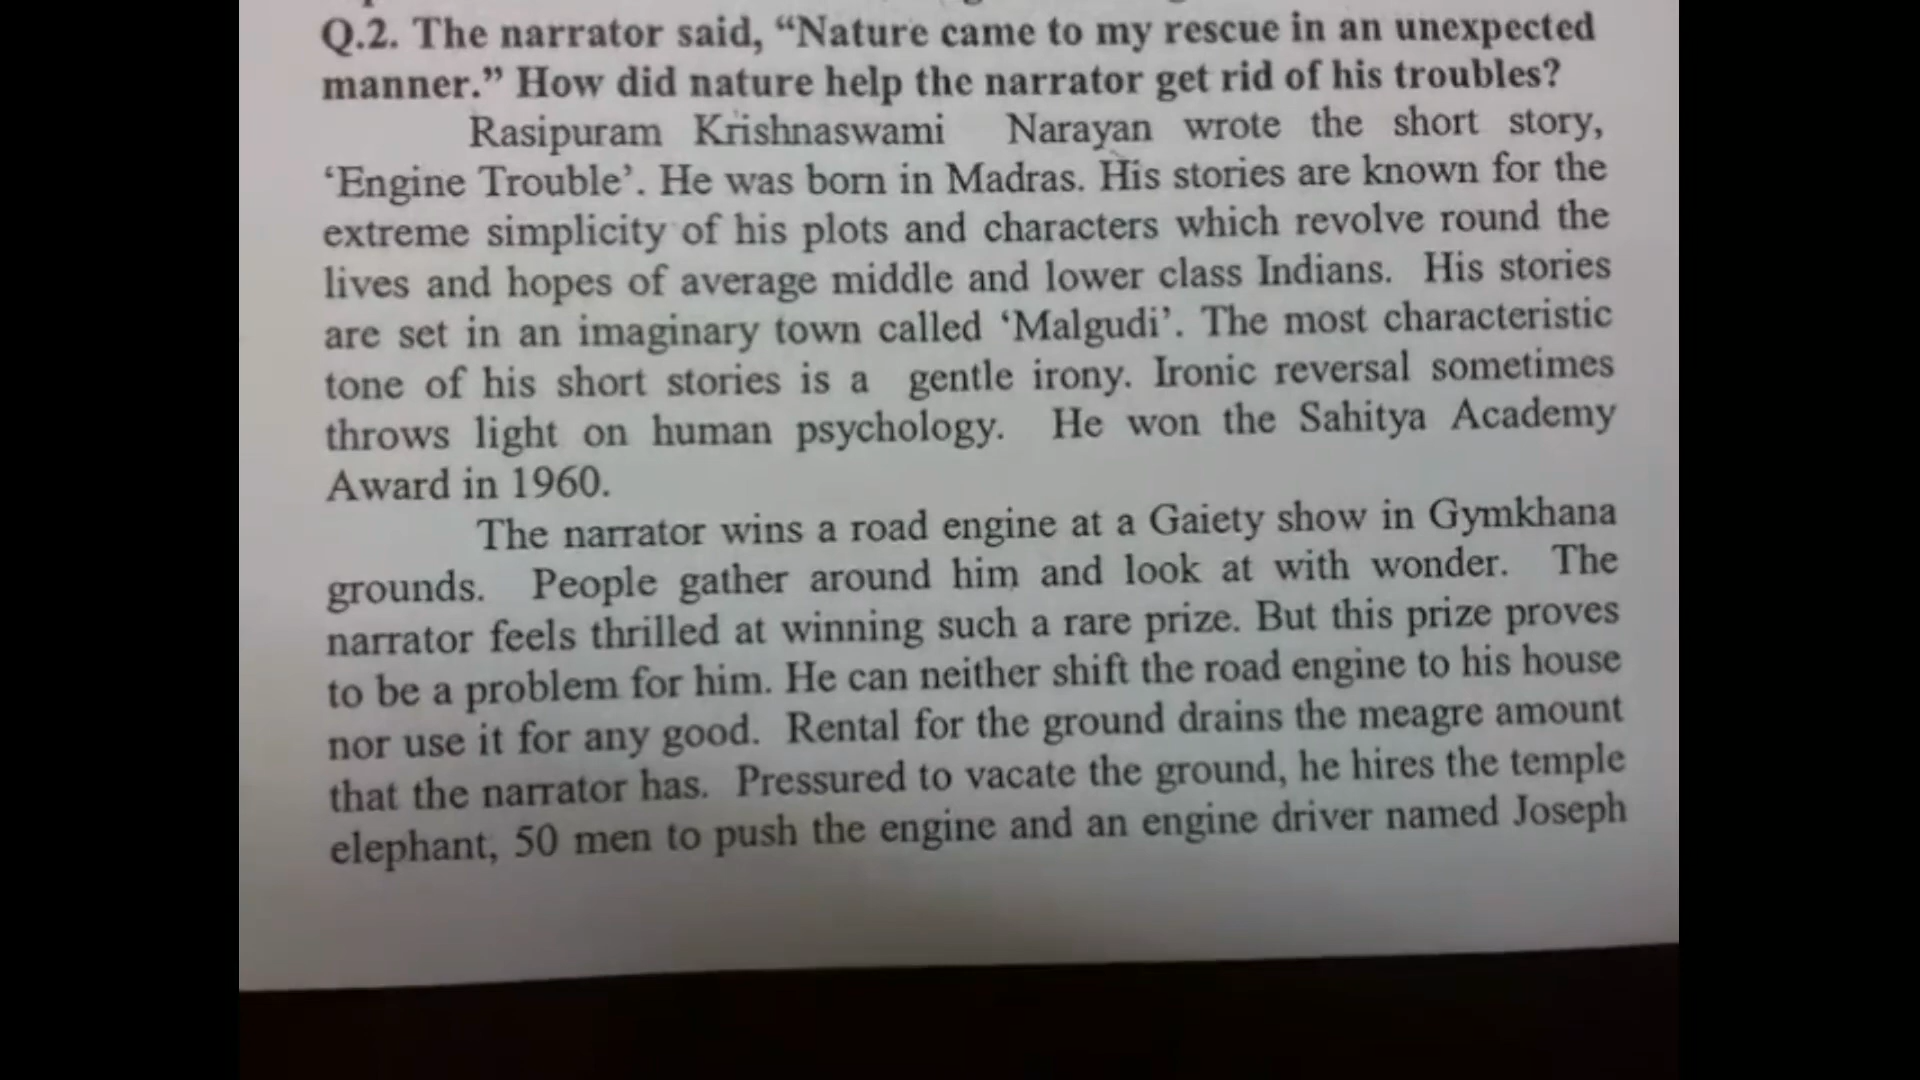 Q.2. The narrator said, “Nature came to my rescue in an unexpected
manner.” How did nature help the narrator get rid of his troubles?
Rasipuram Krishnaswami Narayan wrote the short story,
‘Engine Trouble’. He was born in Madras. His stories are known for the
extreme simplicity of his plots and characters which revolve round the
lives and hopes of average middle and lower class Indians. His stories
are set in an imaginary town called ‘Malgudi’. The most characteristic
tone of his short stories is a gentle irony. Ironic reversal sometimes
throws light on human psychology. He won the Sahitya Academy
Award in 1960.
The narrator wins a road engine at a Gaiety show in Gymkhana
grounds. People gather around him and look at with wonder. The
narrator feels thrilled at winning such a rare prize. But this prize proves
to be a problem for him. He can neither shift the road engine to his house
nor use it for any good. Rental for the ground drains the meagre amount
that the narrator has. Pressured to vacate the ground, he hires the temple
elephant, 50 men to push the engine and an engine driver named Joseph